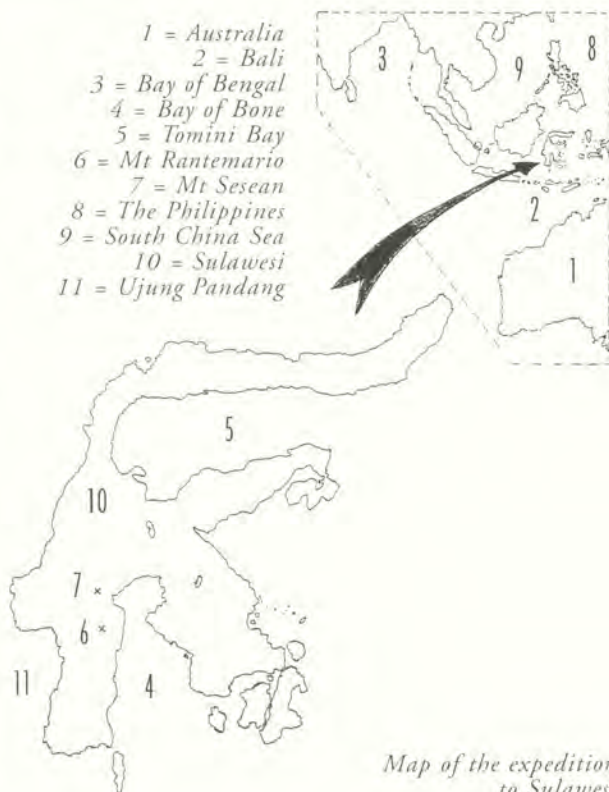 1 = Australia
2 = Bali
3 = Bay of Bengal
4 = Bay of Bone
5 = Tomini Bay
6 = Mt Rantemario
7 = Mt Sesean
8 = The Philippines
9 = South China Sea
10 = Sulawesi
11 = Ujung Pandang
3
9
8
2
1
5
10
7
6
11
4
Map of the expedition
to Sulawesi